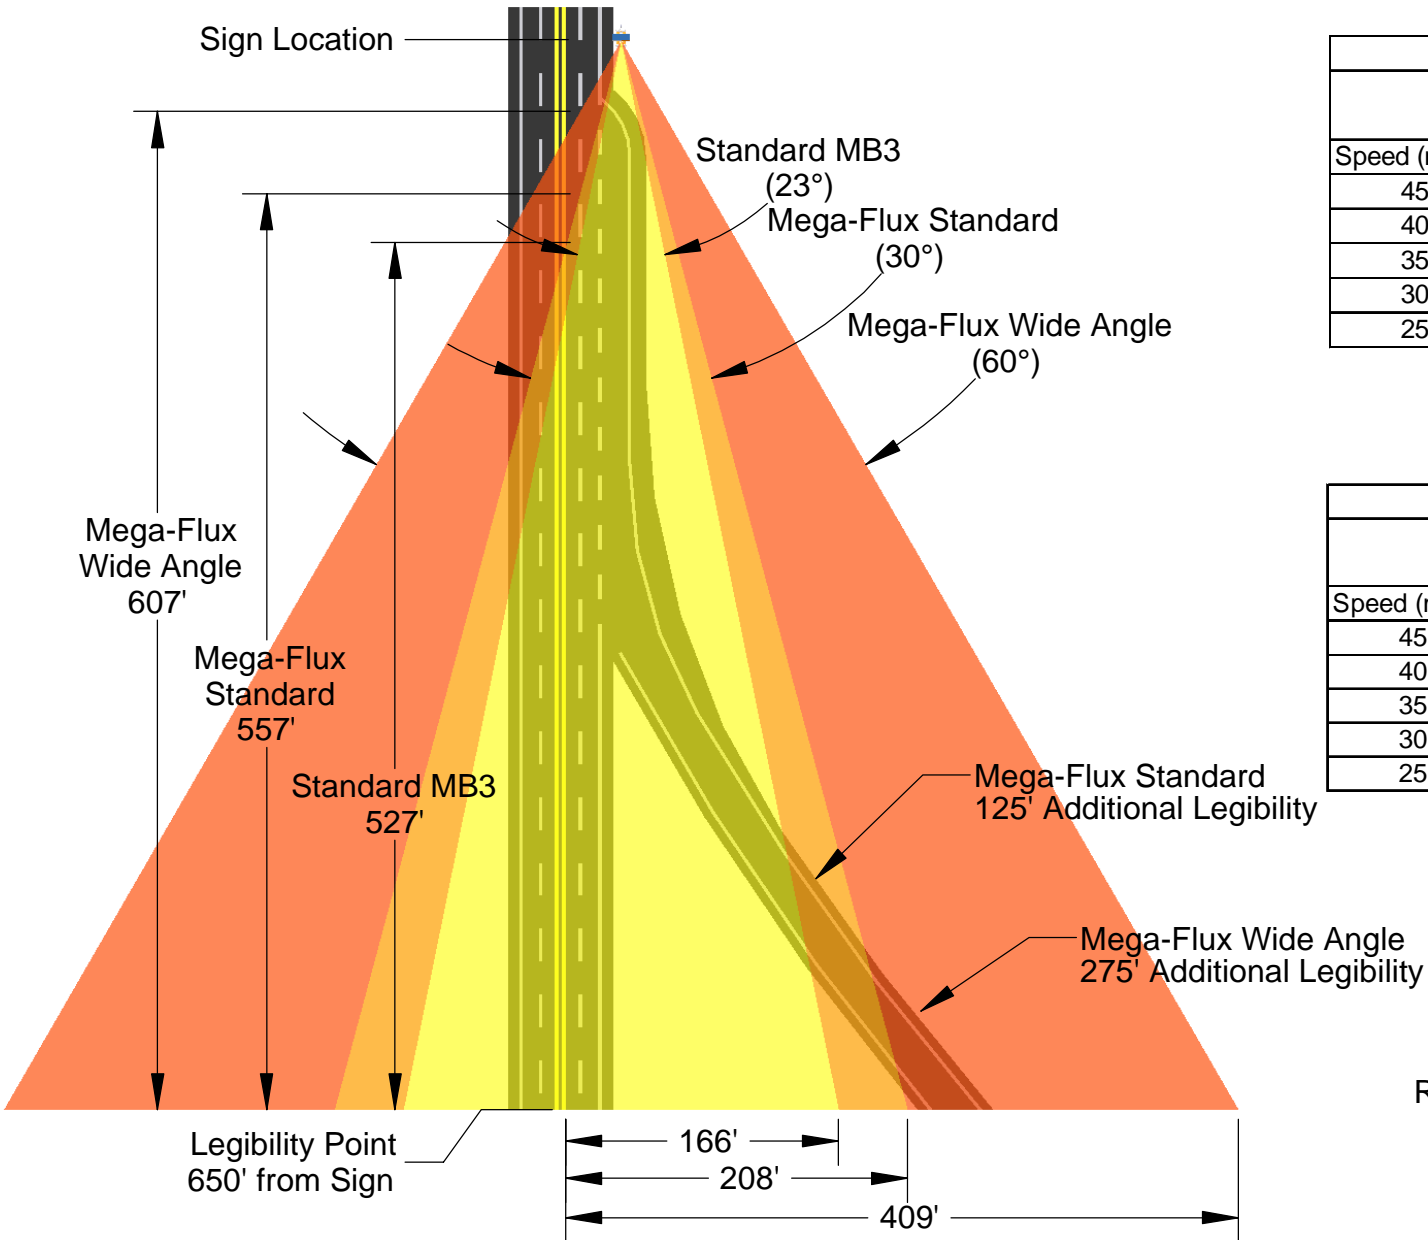 Sign Location
Standard MB3
(23°)
Mega-Flux Standard
(30°)
Mega-Flux Wide Angle
(60°)
Mega-Flux
Wide Angle
607'
Mega-Flux
Standard
557'
Standard MB3
527'
Mega-Flux Standard
125' Additional Legibility
Mega-Flux Wide Angle
275' Additional Legibility
Legibility Point
650' from Sign
166'
208'
409'
Speed (
45
40
35
30
25
Speed (
45
40
35
30
25
R